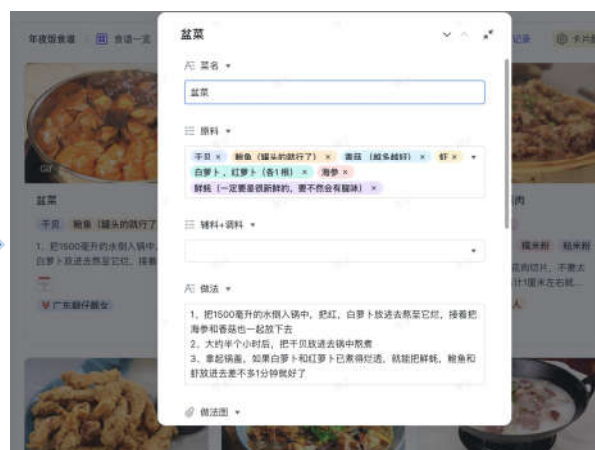 年夜饭食谱
食谱一览
盆菜
记录
菜名
盆菜
原料
干贝 × 鲍鱼（罐头的就行了） × 香菇（越多越好） × 虾 ×
白萝卜，红萝卜（各1根） × 海参 ×
鲜蚝（一定要是很新鲜的，要不然会有腥味） ×
辅料+调料
做法
1、把1500毫升的水倒入锅中，把红、白萝卜放进去熬至它烂，接着把
海参和香菇也一起放下去
2、大约半个小时后，把干贝放进去锅中熬煮
3、拿起锅盖，如果白萝卜和红萝卜已煮得烂透，就能把鲜蚝，鲍鱼和
虾放进去差不多1分钟就好了
做法图
Gif
盆菜
干贝 鲍鱼（罐头的就行了
1、把1500毫升的水倒入锅中，
白萝卜放进去熬至它烂，接着
广东靓仔靓女
肉
糯米粉 粘米粉